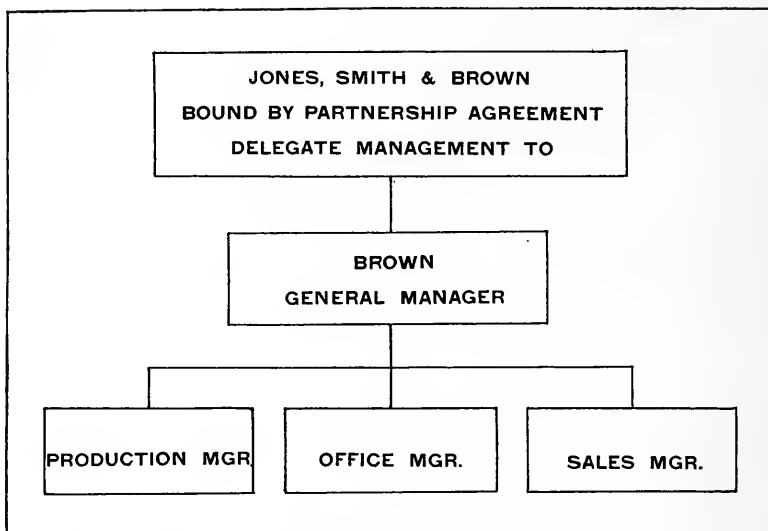 JONES, SMITH & BROWN
BOUND BY PARTNERSHIP AGREEMENT
DELEGATE MANAGEMENT TO
BROWN
GENERAL MANAGER
PRODUCTION MGR
OFFICE MGR.
SALES MGR.